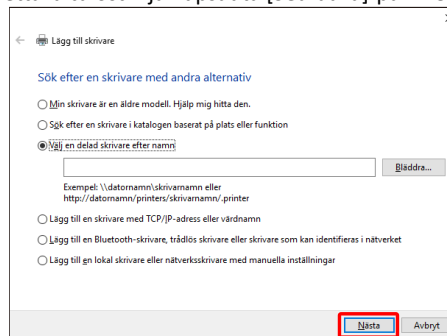 Lägg till skrivare
Sök efter en skrivare med andra alternativ
Min skrivare är en äldre modell. Hjälp mig hitta den.
Sök efter en skrivare i katalogen baserat på plats eller funktion
Välj en delad skrivare efter namn
Bläddra...
Exempel: \\datornamn\skrivarnamn eller
http://datornamn/printers/skrivarnamn/.printer
Lägg till en skrivare med TCP/IP-adress eller värdnamn
Lägg till en Bluetooth-skrivare, trådlös skrivare eller skrivare som kan identifieras i nätverket
Lägg till en lokal skrivare eller nätverksskrivare med manuella inställningar
Nästa Avbryt